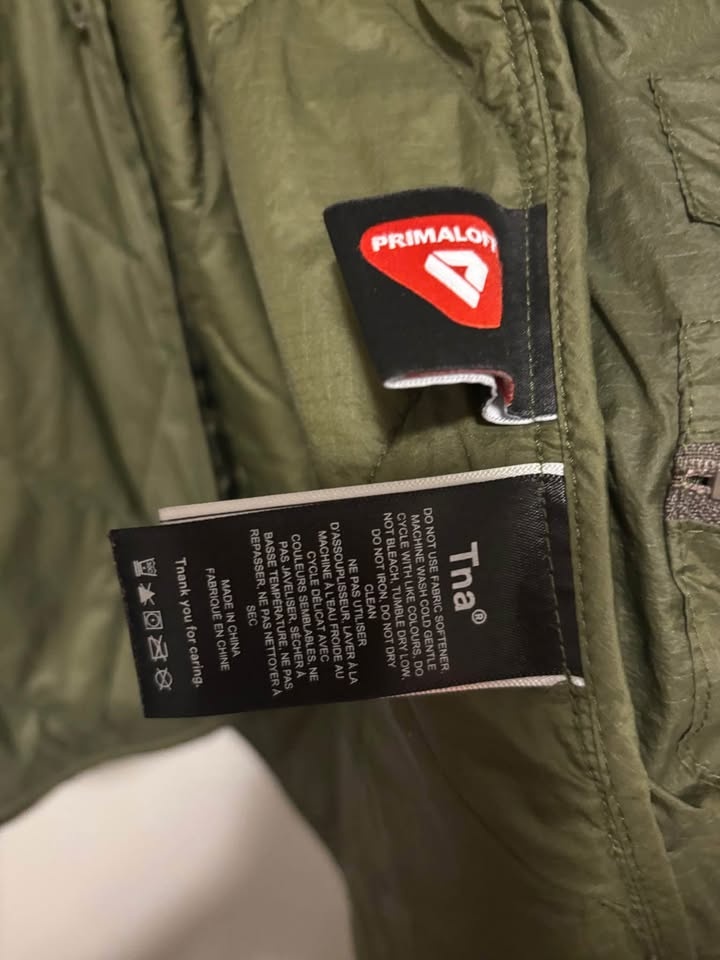 PRIMALOFT
Tna®
DO NOT USE FABRIC SOFTENER.
MACHINE WASH COLD GENTLE
CYCLE WITH LIKE COLOURS. DO
NOT BLEACH. TUMBLE DRY LOW.
DO NOT IRON. DO NOT DRY
CLEAN
NE PAS UTILISER
D'ASSOUPLISSEUR. LAVER À LA
MACHINE À L'EAU FROIDE AU
CYCLE DÉLICAT AVEC
COULEURS SEMBLABLES. NE
PAS JAVELISER. SÉCHER À
BASSE TEMPÉRATURE. NE PAS
REPASSER. NE PAS NETTOYER À
SEC
MADE IN CHINA
FABRIQUÉ EN CHINE
Tnank you for caring.